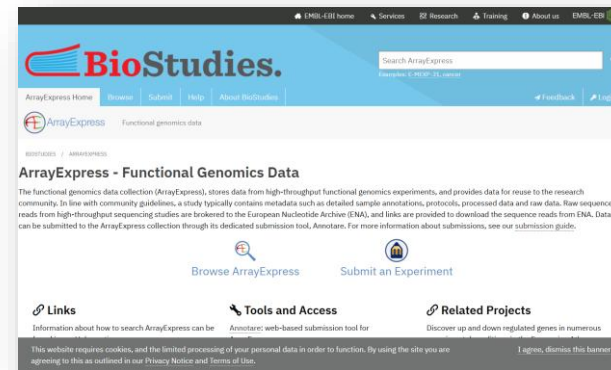 EMBL-EBI home Services Research Training About us EMBL-EBI
BioStudies.
Search ArrayExpress
Examples: E-MEXP-31, cancer
ArrayExpress Home Browse Submit Help About BioStudies Feedback Log
ArrayExpress Functional genomics data
BIOSTUDIES / ARRAYEXPRESS
ArrayExpress - Functional Genomics Data
The functional genomics data collection (ArrayExpress), stores data from high-throughput functional genomics experiments, and provides data for reuse to the research
community. In line with community guidelines, a study typically contains metadata such as detailed sample annotations, protocols, processed data and raw data. Raw sequence
reads from high-throughput sequencing studies are brokered to the European Nucleotide Archive (ENA), and links are provided to download the sequence reads from ENA. Data
can be submitted to the ArrayExpress collection through its dedicated submission tool, Annotare. For more information about submissions, see our submission guide.
Browse ArrayExpress Submit an Experiment
Links Tools and Access Related Projects
Information about how to search ArrayExpress can be Annotare: web-based submission tool for Discover up and down regulated genes in numerous
This website requires cookies, and the limited processing of your personal data in order to function. By using the site you are I agree, dismiss this banner
agreeing to this as outlined in our Privacy Notice and Terms of Use.